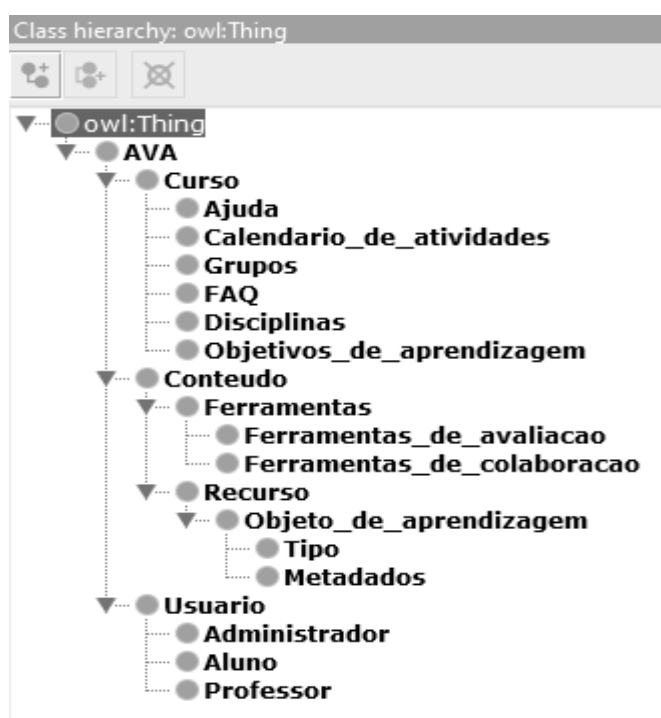 Class hierarchy: owl:Thing
owl:Thing
AVA
Curso
Ajuda
Calendario_de_atividades
Grupos
FAQ
Disciplinas
Objetivos_de_aprendizagem
Conteudo
Ferramentas
Ferramentas_de_avaliacao
Ferramentas_de_colaboracao
Recurso
Objeto_de_aprendizagem
Tipo
Metadados
Usuario
Administrador
Aluno
Professor